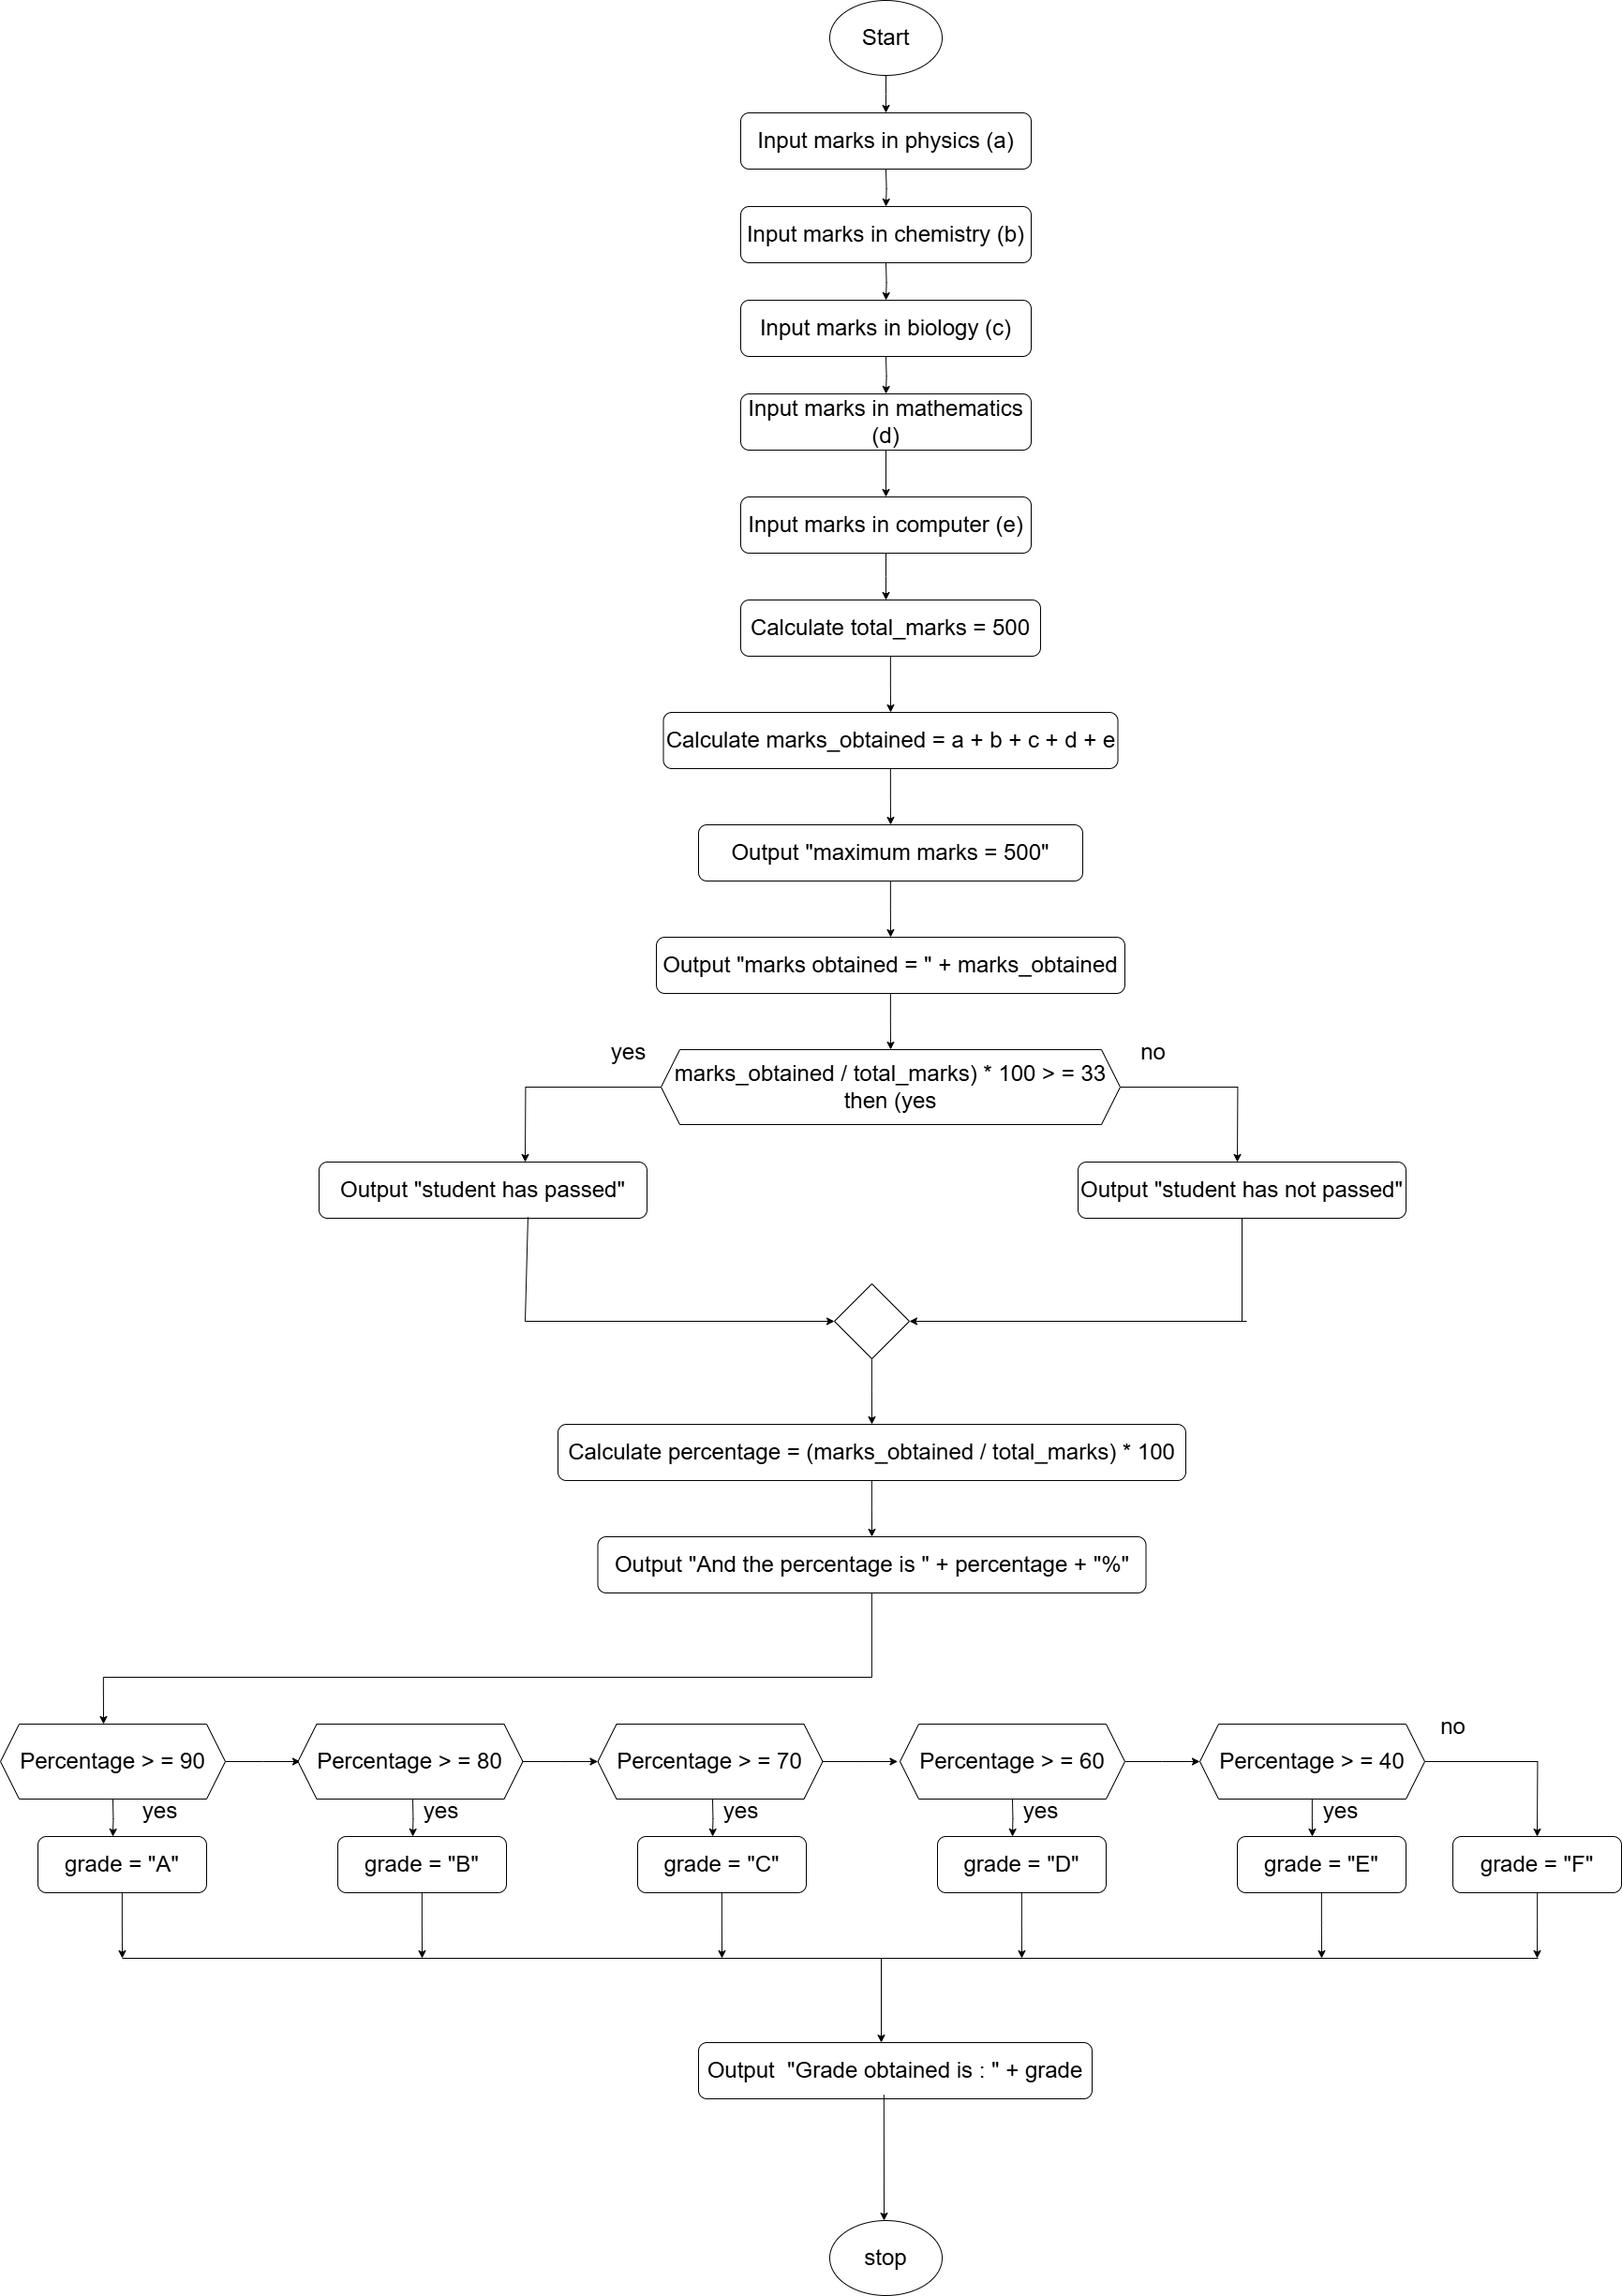 Start
Input marks in physics (a)
Input marks in chemistry (b)
Input marks in biology (c)
Input marks in mathematics
(d)
Input marks in computer (e)
Calculate total_marks = 500
Calculate marks_obtained = a + b + c + d + e
Output "maximum marks = 500"
Output "marks obtained = " + marks_obtained
yes
no
marks_obtained / total_marks) * 100 > = 33
then (yes
Output "student has passed"
Output "student has not passed"
Calculate percentage = (marks_obtained / total_marks) * 100
Output "And the percentage is " + percentage + "%"
no
Percentage > = 90
Percentage > = 80
Percentage > = 70
Percentage > = 60
Percentage > = 40
yes
yes
yes
yes
yes
grade = "A"
grade = "B"
grade = "C"
grade = "D"
grade = "E"
grade = "F"
Output  "Grade obtained is : " + grade
stop